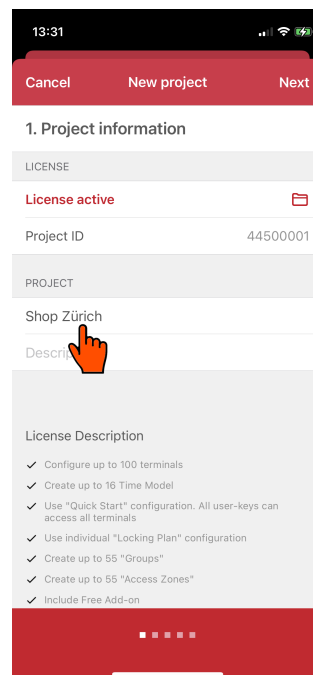 13:31
Cancel New project Next
1. Project information
LICENSE
License active
Project ID 44500001
PROJECT
Shop Zürich
License Description
✓ Configure up to 100 terminals
✓ Create up to 16 Time Model
✓ Use "Quick Start" configuration. All user-keys can
access all terminals
✓ Use individual "Locking Plan" configuration
✓ Create up to 55 "Groups"
✓ Create up to 55 "Access Zones"
✓ Include Free Add-on